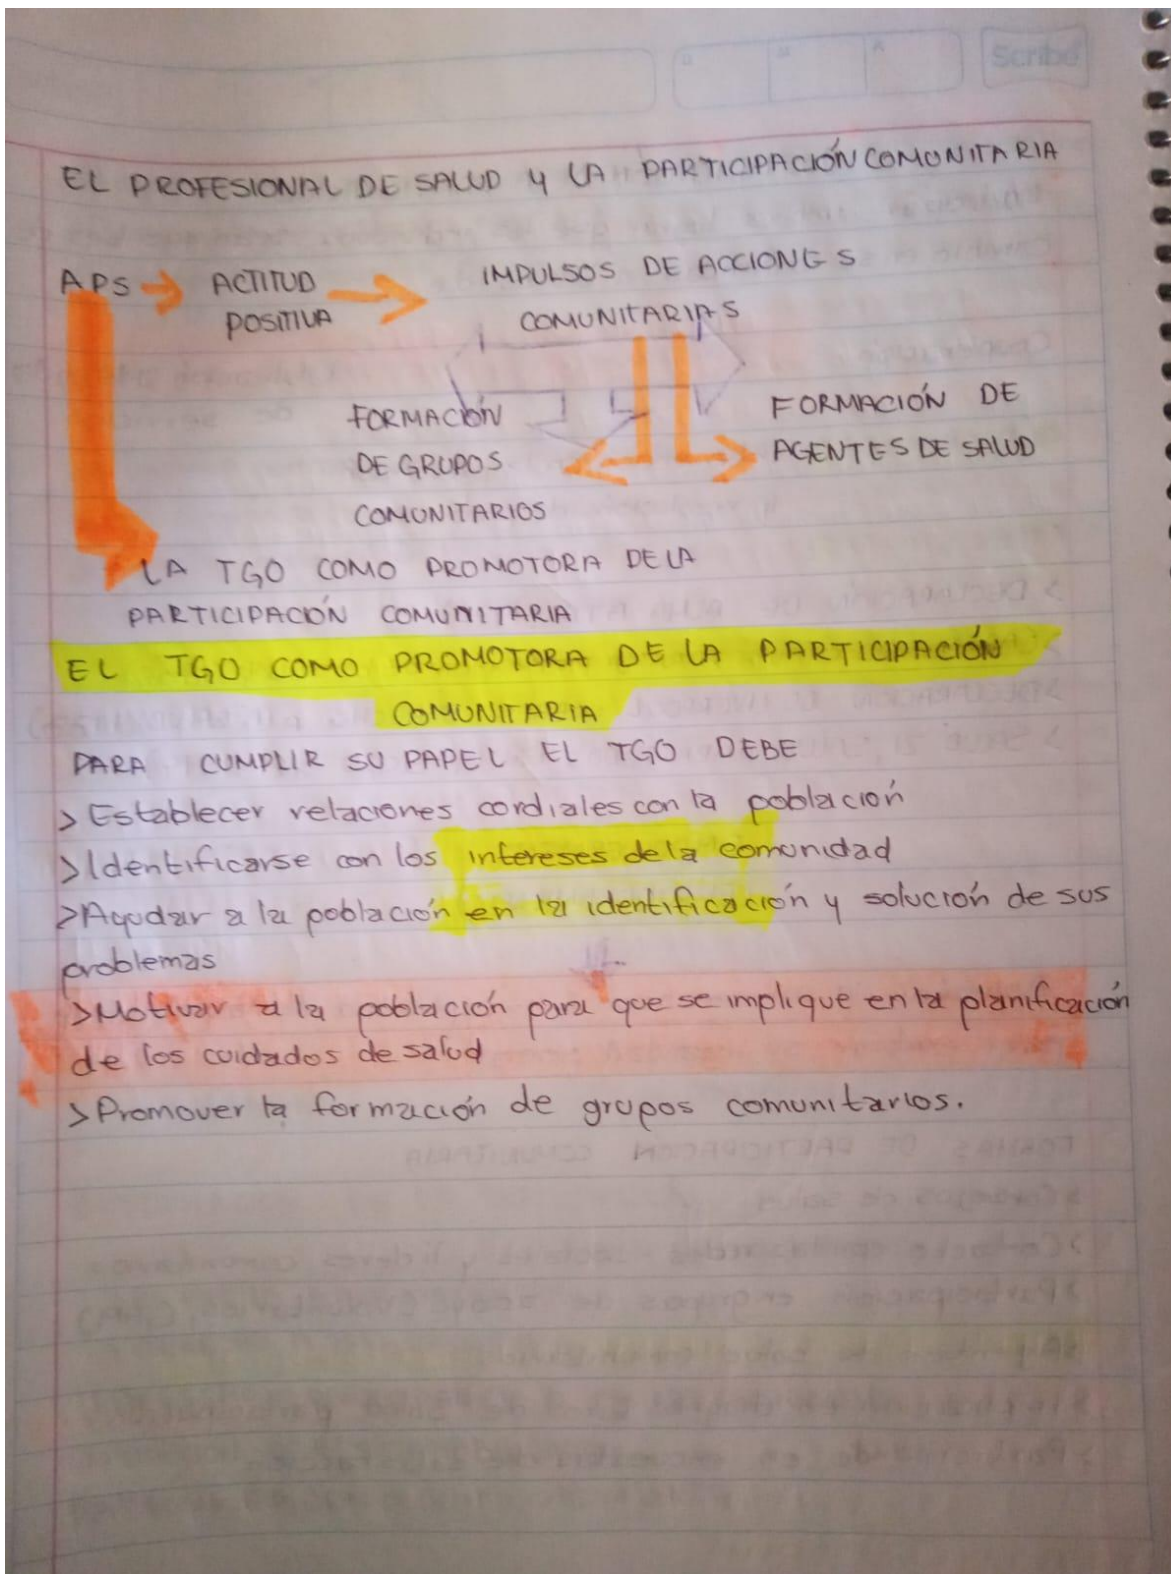 Scribe
EL PROFESIONAL DE SALUD Y LA PARTICIPACIÓN COMUNITARIA
APS → ACTITUD → IMPULSOS DE ACCIONES
POSITIVA COMUNITARIAS
FORMACIÓN FORMACIÓN DE
DE GRUPOS AGENTES DE SALUD
COMUNITARIOS
LA TGO COMO PROMOTORA DE LA
PARTICIPACIÓN COMUNITARIA
EL TGO COMO PROMOTORA DE LA PARTICIPACIÓN
COMUNITARIA
PARA CUMPLIR SU PAPEL EL TGO DEBE
> Establecer relaciones cordiales con la población
> Identificarse con los intereses de la comunidad
> Ayudar a la población en la identificación y solución de sus
problemas
> Motivar a la población para que se implique en la planificación
de los cuidados de salud
> Promover la formación de grupos comunitarios.